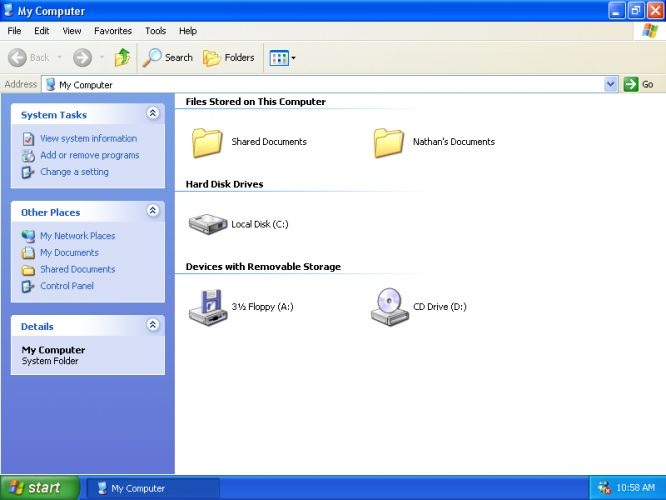 My Computer
File Edit View Favorites Tools Help
Back Search Folders
Address My Computer Go
System Tasks
View system information
Add or remove programs
Change a setting
Other Places
My Network Places
My Documents
Shared Documents
Control Panel
Details
My Computer
System Folder
Files Stored on This Computer
Shared Documents Nathan's Documents
Hard Disk Drives
Local Disk (C:)
Devices with Removable Storage
3½ Floppy (A:) CD Drive (D:)
start My Computer 10:58 AM